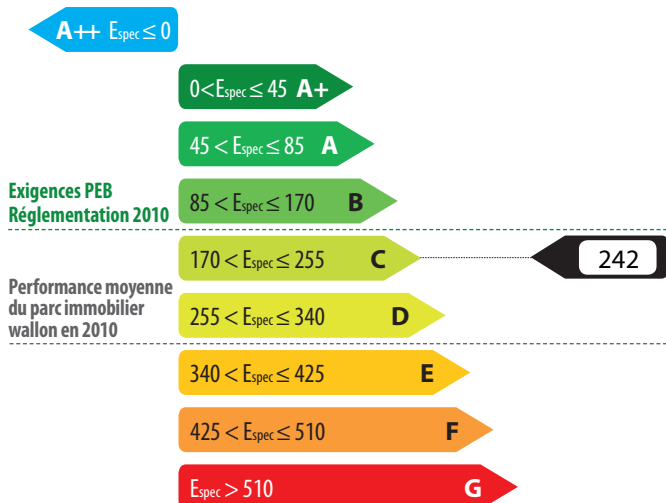 A++ Espec ≤ 0
0 < Espec ≤ 45 A+
45 < Espec ≤ 85 A
Exigences PEB
Réglementation 2010
85 < Espec ≤ 170 B
170 < Espec ≤ 255 C
242
Performance moyenne
du parc immobilier
wallon en 2010
255 < Espec ≤ 340 D
340 < Espec ≤ 425 E
425 < Espec ≤ 510 F
Espec > 510 G